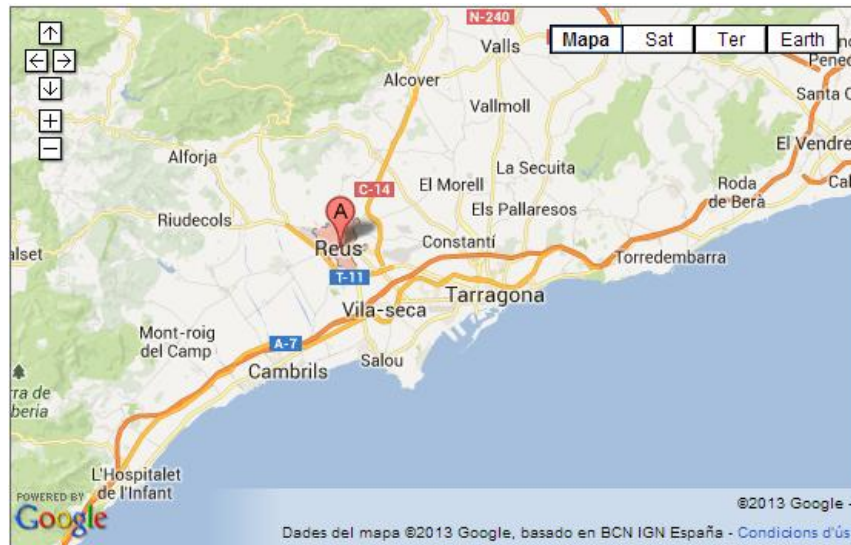 N-240
Mapa Sat Ter Earth
Valls
Alcover
Santa
Vallmoll
El Vendre
Alforja
La Secuita
C-14
El Morell
Roda
de Berà
A
Riudecols
Els Pallaresos
Reus
Constantí
Torredembarra
T-11
Tarragona
Vila-seca
Mont-roig
del Camp
A-7
Salou
Cambrils
L'Hospitalet
de l'Infant
POWERED BY
Google
©2013 Google -
Dades del mapa ©2013 Google, basado en BCN IGN España - Condicions d'ús